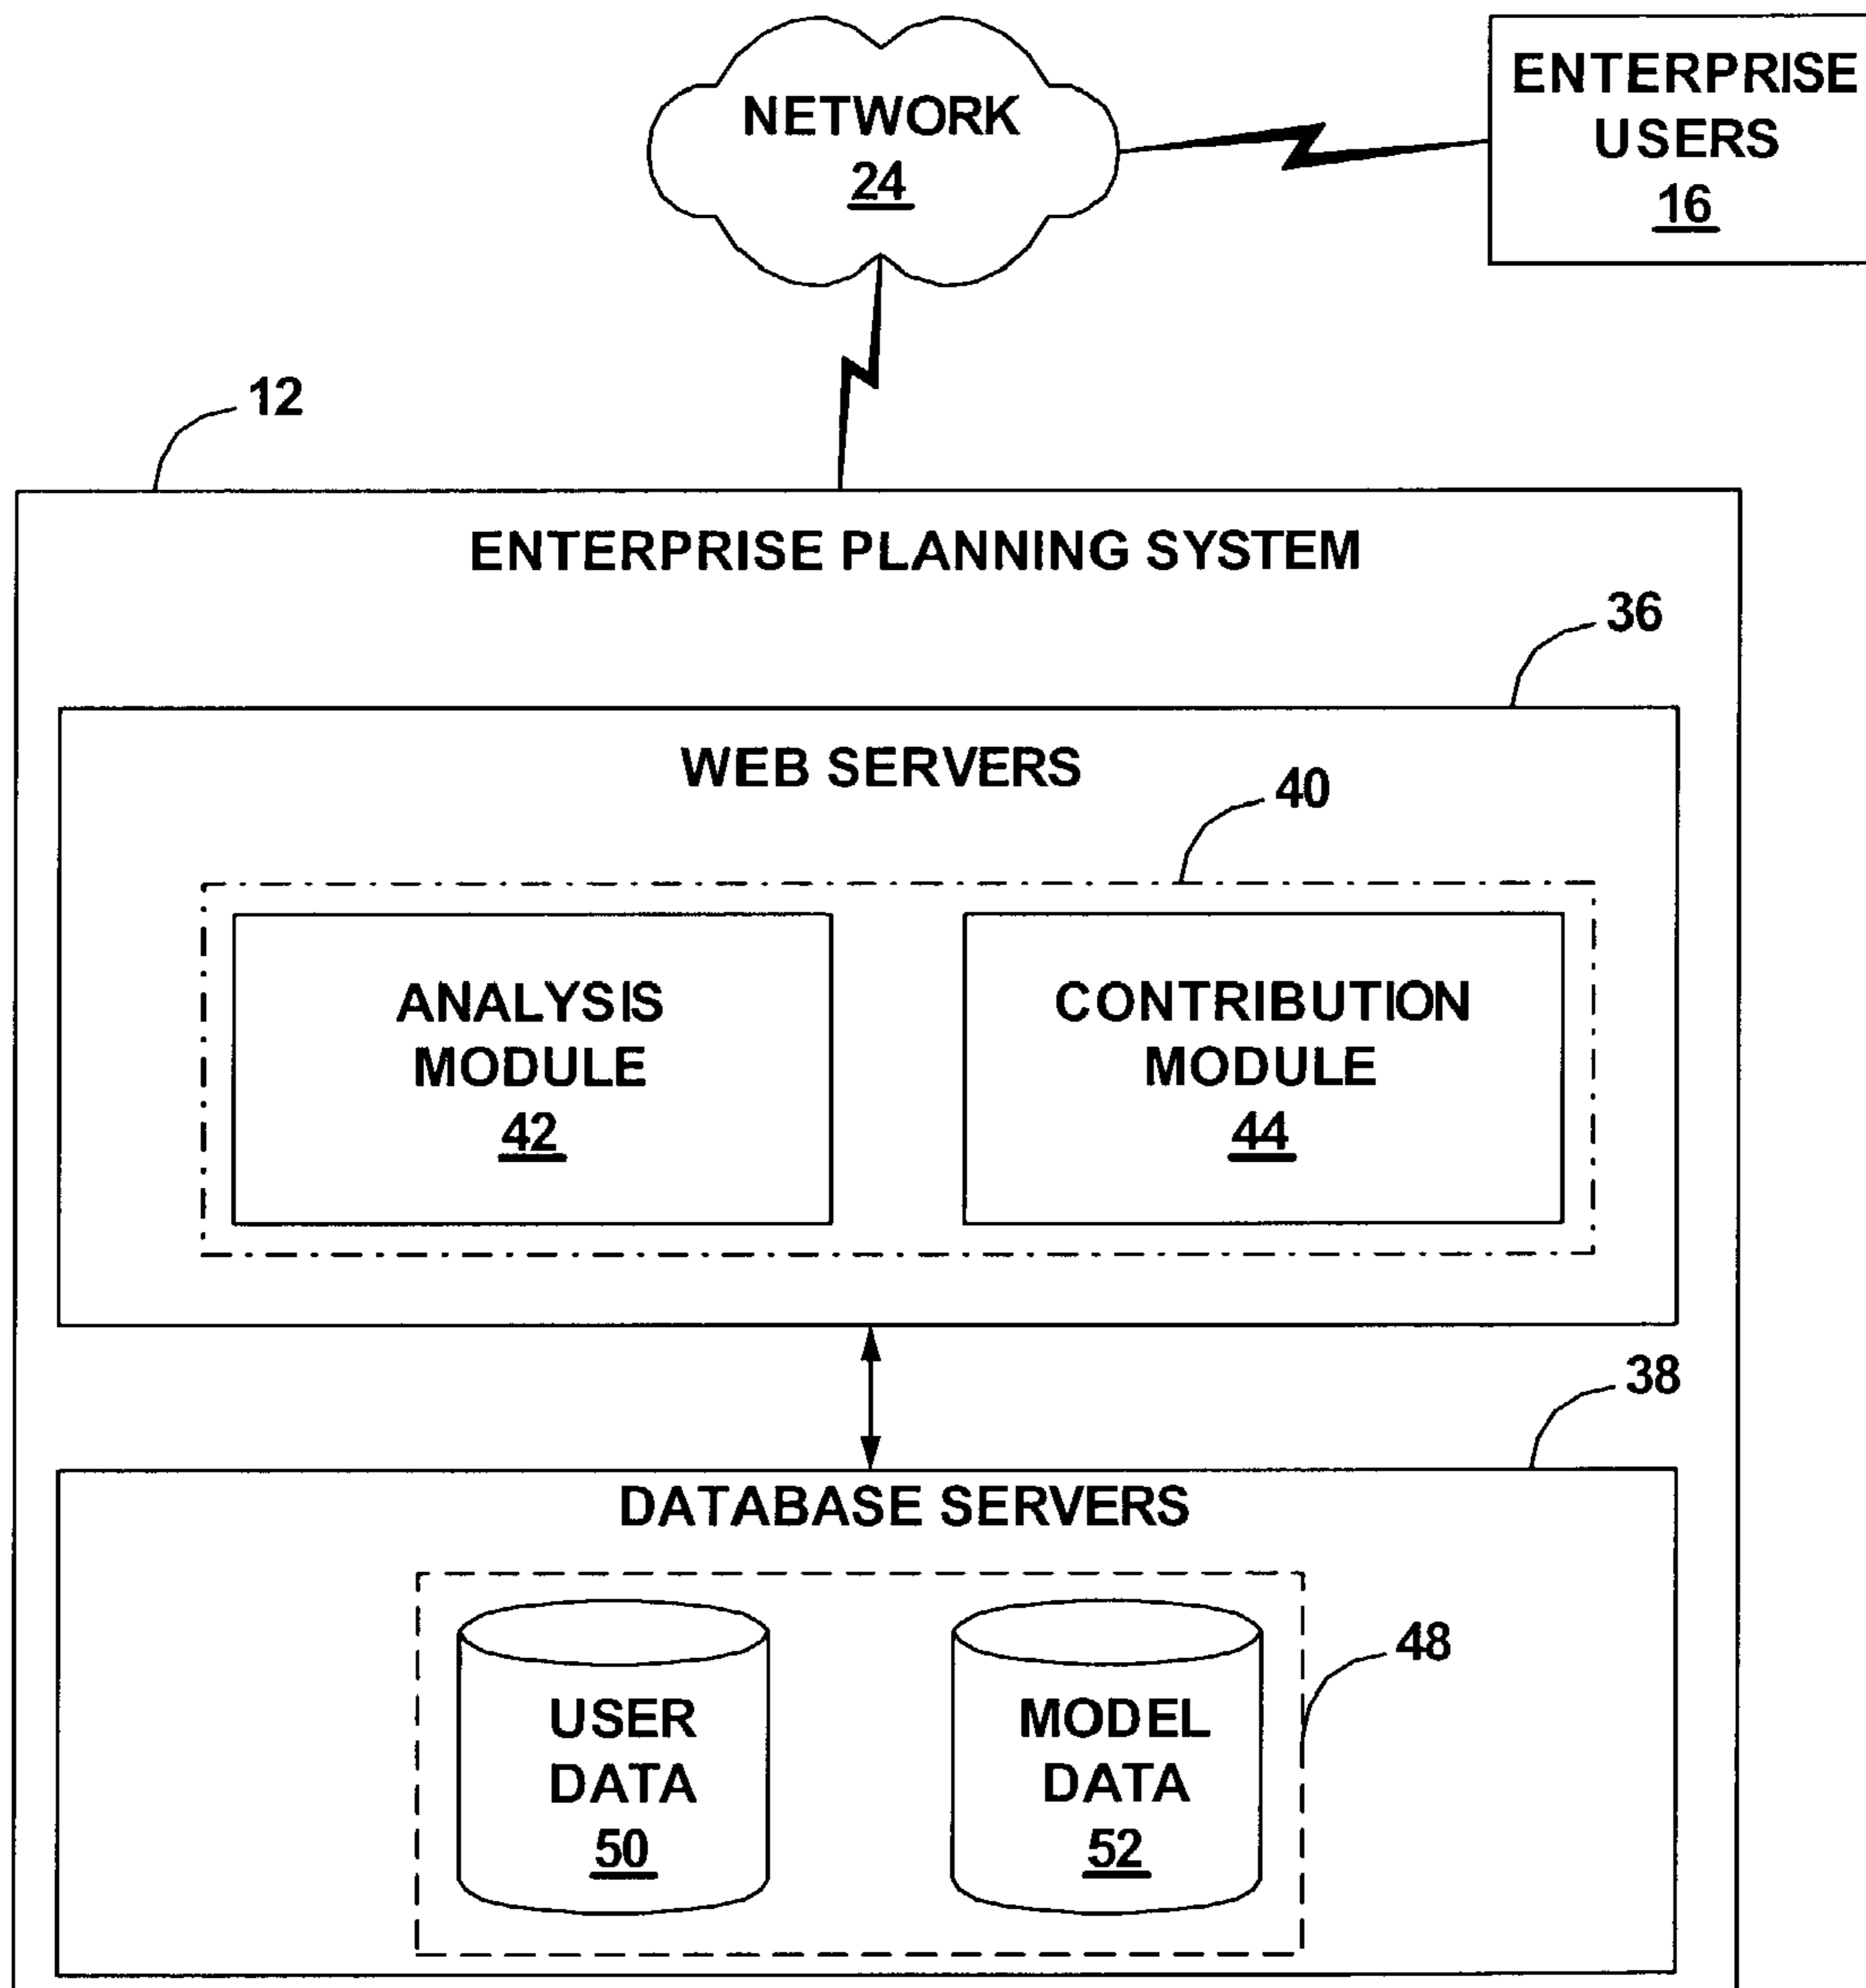 NETWORK
24
ENTERPRISE
USERS
16
12
ENTERPRISE PLANNING SYSTEM
36
WEB SERVERS
40
ANALYSIS
MODULE
42
CONTRIBUTION
MODULE
44
38
DATABASE SERVERS
48
USER
DATA
50
MODEL
DATA
52